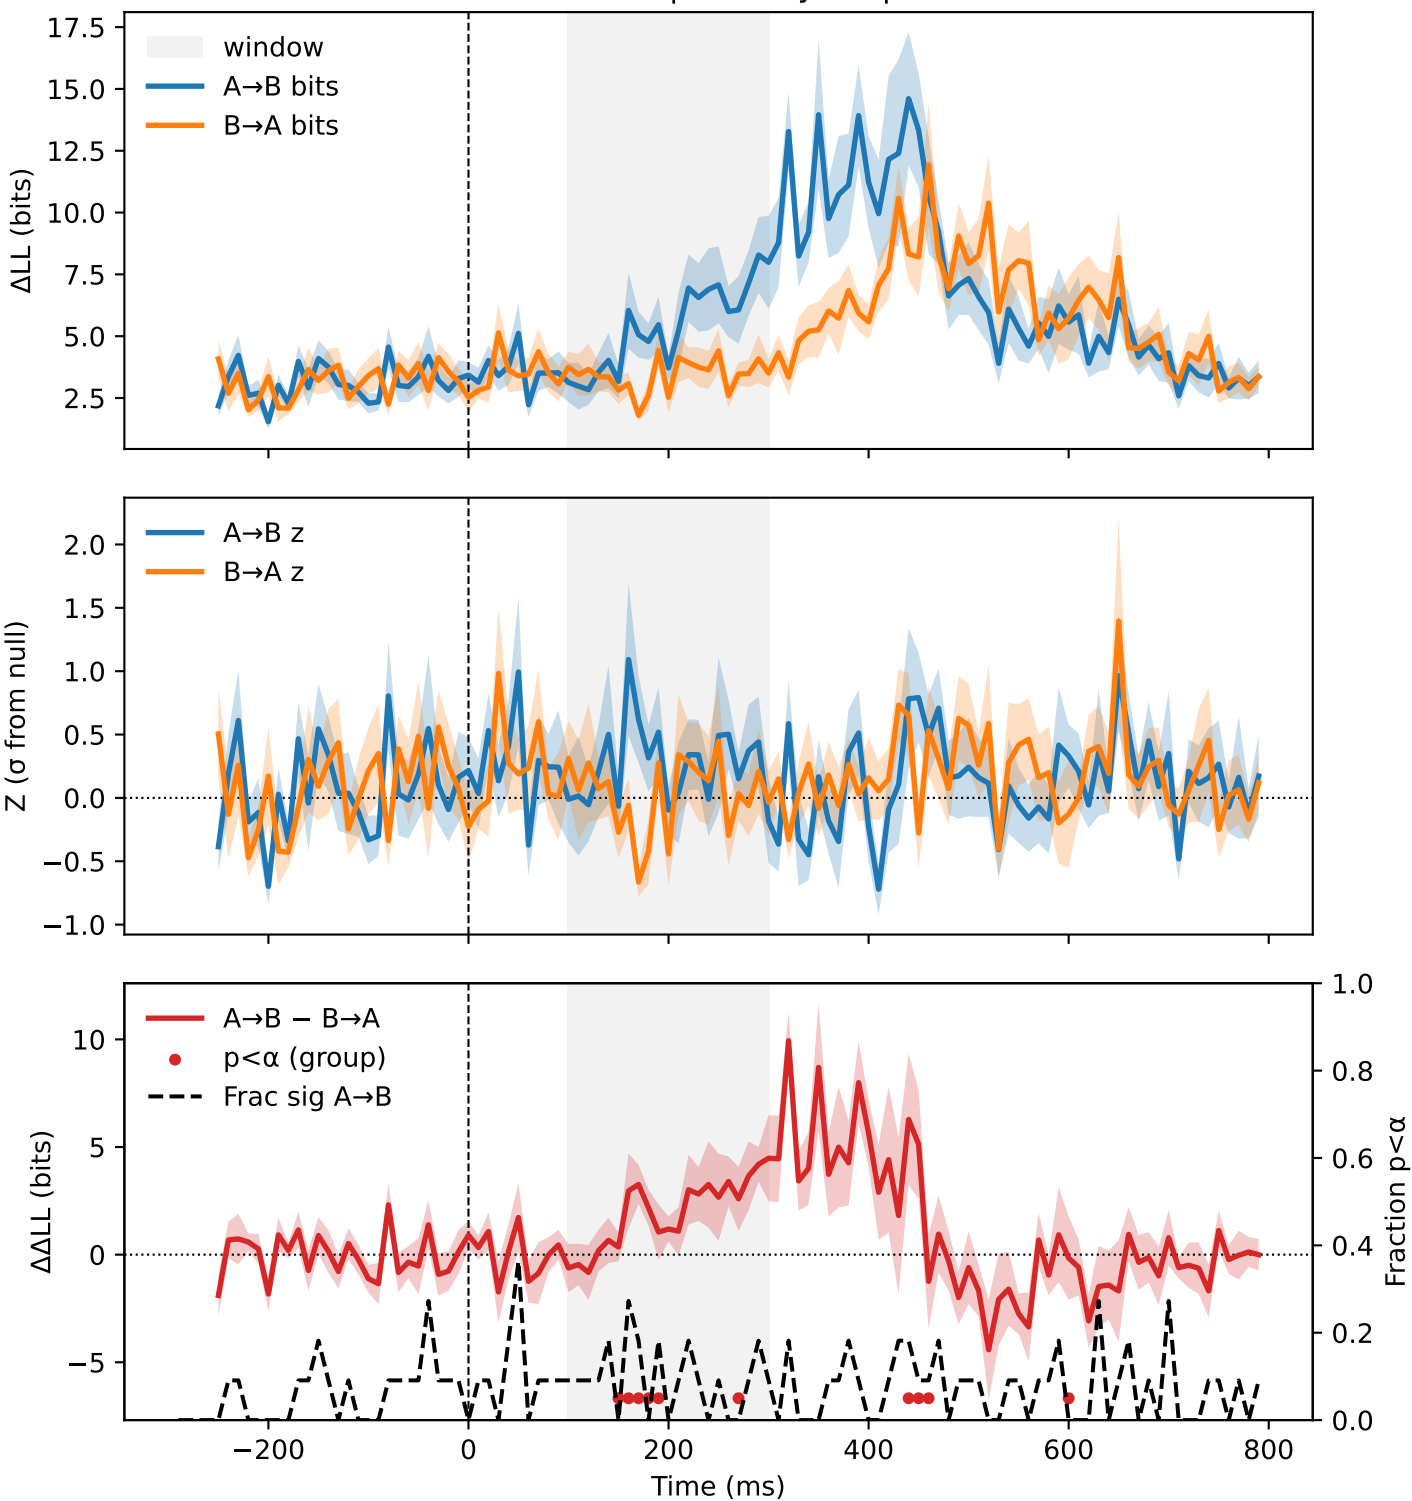 17.5
15.0
12.5
10.0
7.5
5.0
2.5
ΔLL (bits)
window
A→B bits
B→A bits
−200
0
200
400
600
800
2.0
1.5
1.0
0.5
0.0
−0.5
−1.0
Z (σ from null)
A→B z
B→A z
10
5
0
−5
ΔΔLL (bits)
A→B − B→A
p<α (group)
Frac sig A→B
1.0
0.8
0.6
0.4
0.2
0.0
Fraction p<α
Time (ms)